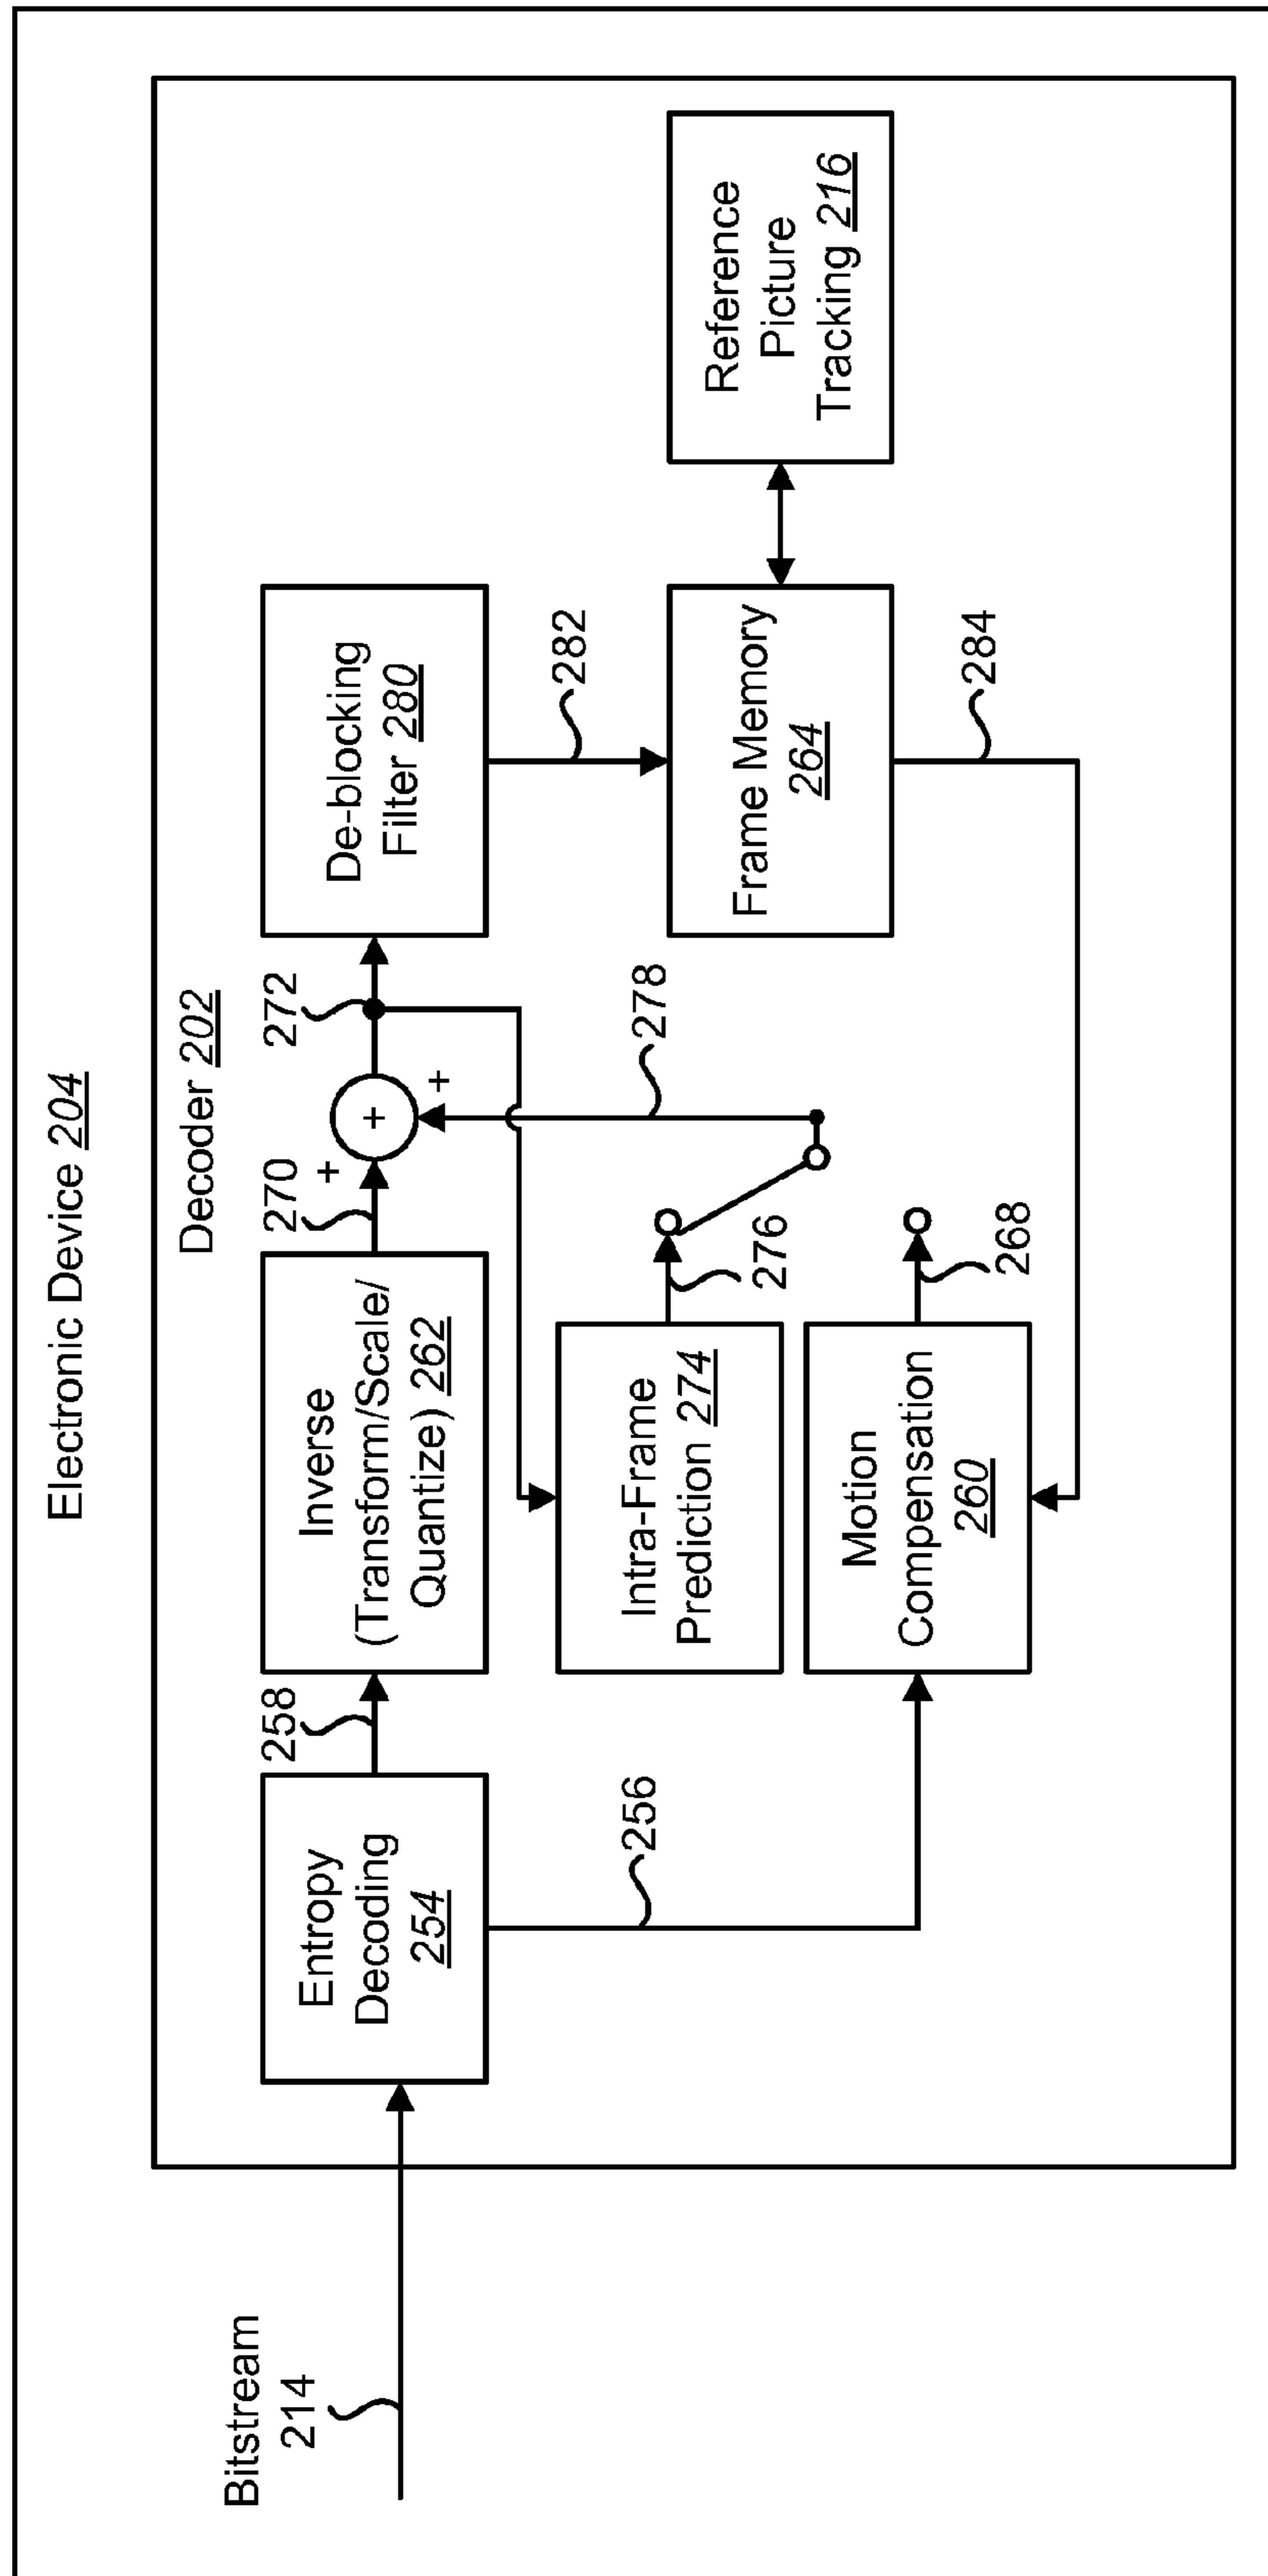 Electronic Device 204
Decoder 202
Bitstream
214
Entropy
Decoding
254
258
256
Inverse
(Transform/Scale/
Quantize) 262
270
+
+
+
272
De-blocking
Filter 280
282
278
Intra-Frame
Prediction 274
276
Motion
Compensation
260
268
Frame Memory
264
284
Reference
Picture
Tracking 216